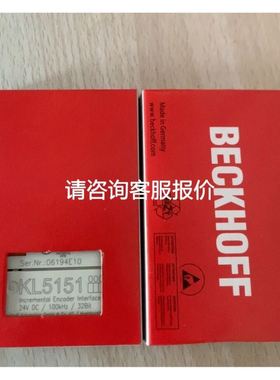 Made in Germany
www.beckhoff.com
BECKHOFF
请咨询客服报价
Ser.Nr. 06194E10
KL5151
Incremental Encoder Interface
24V DC / 100kHz / 32Bit